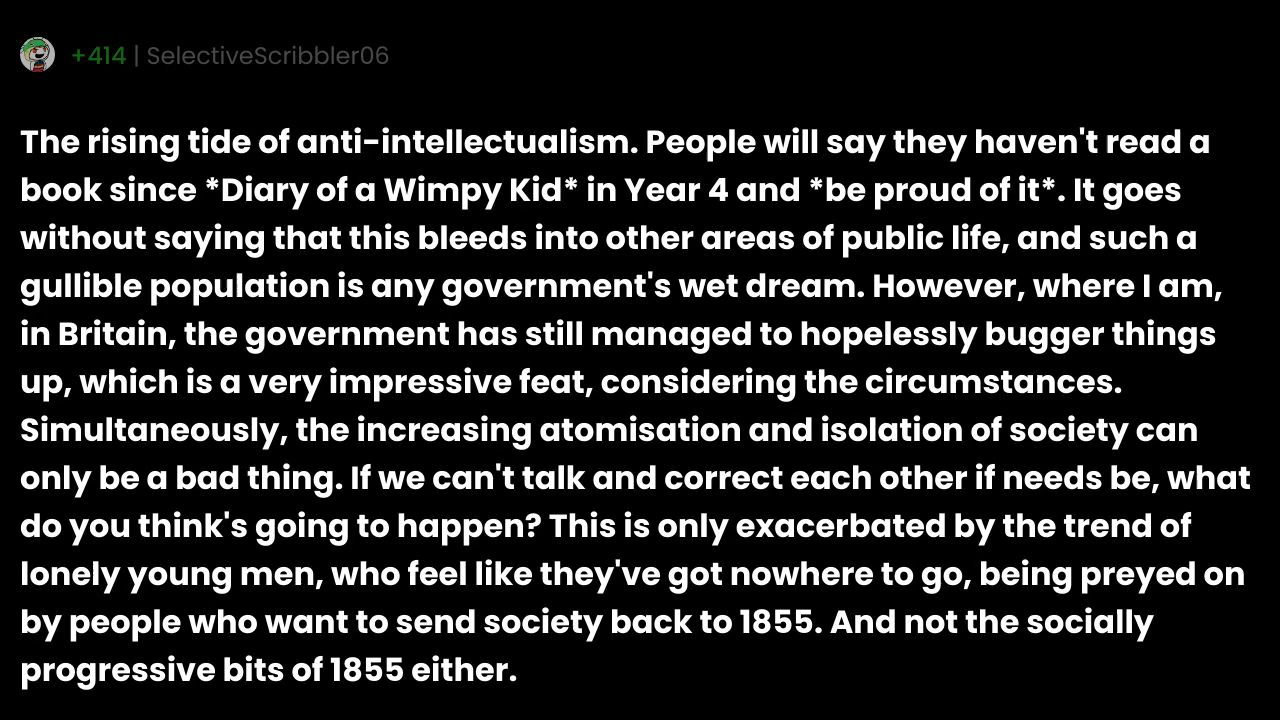 +414 | SelectiveScribbler06
The rising tide of anti-intellectualism. People will say they haven't read a
book since *Diary of a Wimpy Kid* in Year 4 and *be proud of it*. It goes
without saying that this bleeds into other areas of public life, and such a
gullible population is any government's wet dream. However, where I am,
in Britain, the government has still managed to hopelessly bugger things
up, which is a very impressive feat, considering the circumstances.
Simultaneously, the increasing atomisation and isolation of society can
only be a bad thing. If we can't talk and correct each other if needs be, what
do you think's going to happen? This is only exacerbated by the trend of
lonely young men, who feel like they've got nowhere to go, being preyed on
by people who want to send society back to 1855. And not the socially
progressive bits of 1855 either.